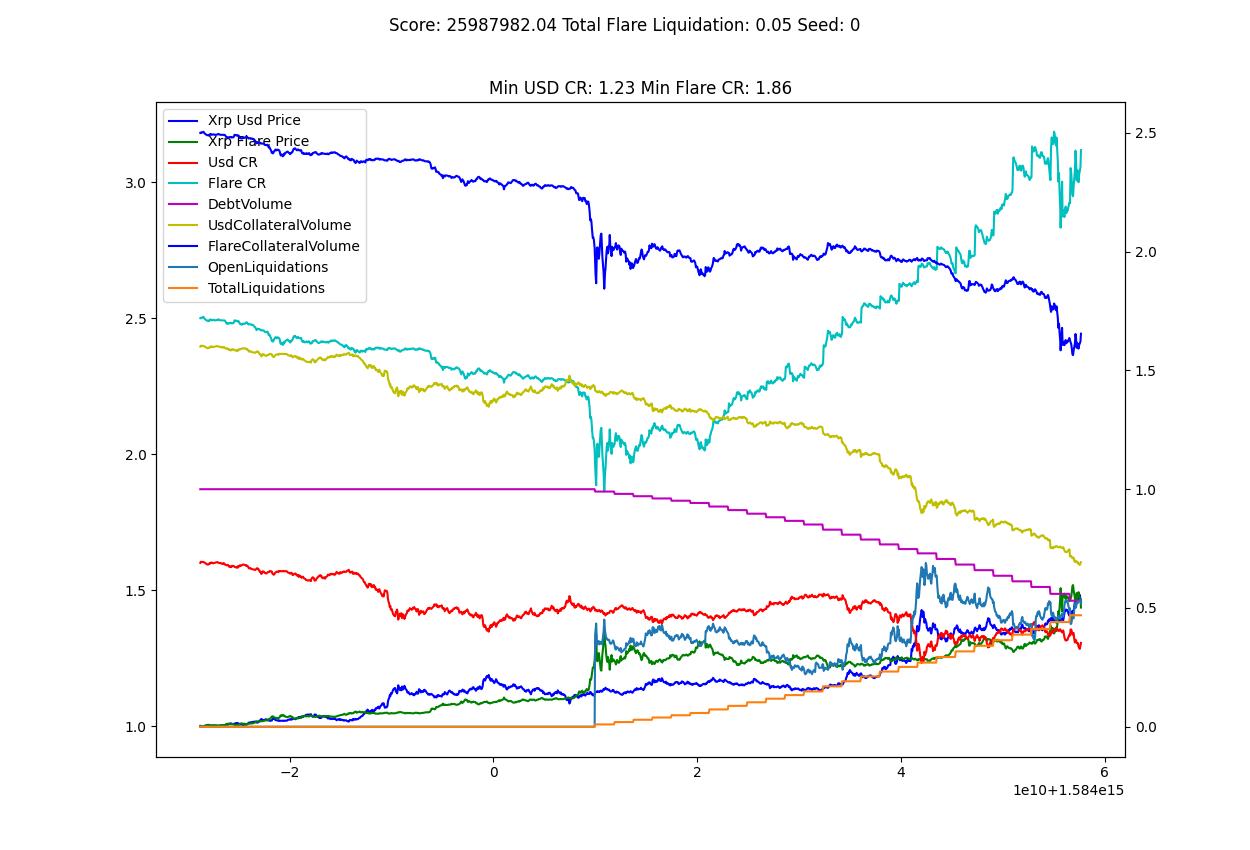 Score: 25987982.04 Total Flare Liquidation: 0.05 Seed: 0
Min USD CR: 1.23 Min Flare CR: 1.86
Xrp Usd Price
Xrp Flare Price
Usd CR
Flare CR
DebtVolume
UsdCollateralVolume
FlareCollateralVolume
OpenLiquidations
TotalLiquidations
3.0
2.5
2.0
1.5
1.0
2.5
2.0
1.5
1.0
0.5
0.0
−2
0
2
4
6
1e10+1.584e15